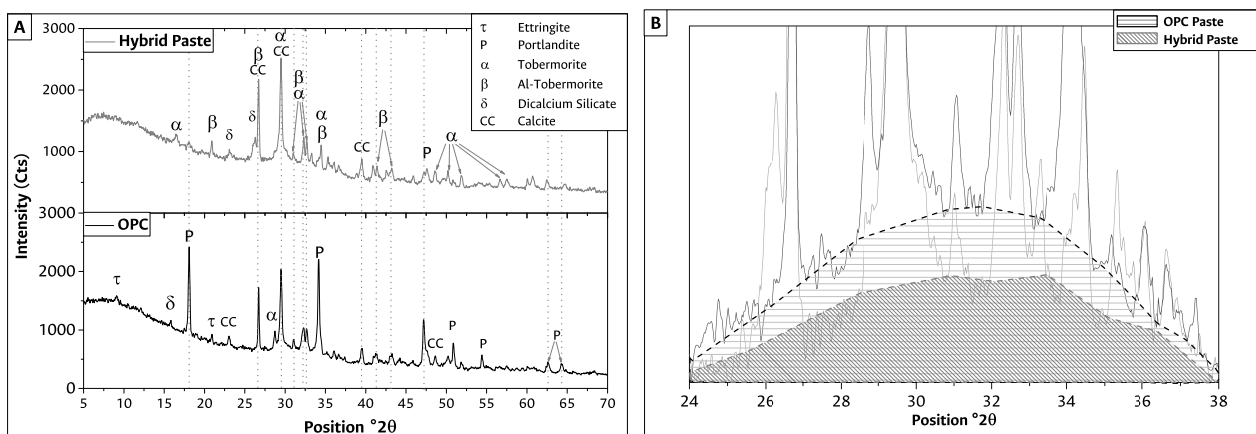 A
Hybrid Paste
τ Ettringite
P Portlandite
α Tobermorite
β Al-Tobermorite
δ Dicalcium Silicate
CC Calcite
3000
2000
1000
α
β
δ
δ
β
CC
α
CC
β
α
α
β
CC
β
P
α
OPC
3000
2000
1000
0
τ
δ
P
τ
CC
α
P
P
CC
P
P
5 10 15 20 25 30 35 40 45 50 55 60 65 70
Intensity (Cts)
Position °2θ
B
OPC Paste
Hybrid Paste
24 26 28 30 32 34 36 38
Position °2θ